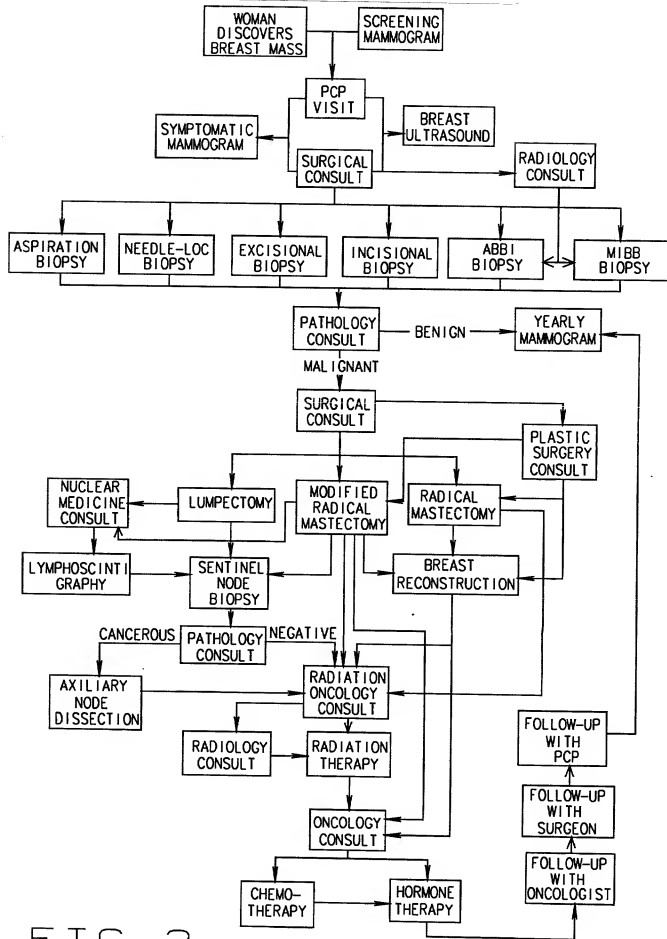 WOMAN
DISCOVERS
BREAST MASS
SCREENING
MAMMOGRAM
PCP
VISIT
SYMPTOMATIC
MAMMOGRAM
BREAST
ULTRASOUND
SURGICAL
CONSULT
RADIOLOGY
CONSULT
ASPIRATION
BIOPSY
NEEDLE-LOC
BIOPSY
EXCISIONAL
BIOPSY
INCISIONAL
BIOPSY
ABBI
BIOPSY
MIBB
BIOPSY
PATHOLOGY
CONSULT
BENIGN
YEARLY
MAMMOGRAM
MALIGNANT
SURGICAL
CONSULT
PLASTIC
SURGERY
CONSULT
NUCLEAR
MEDICINE
CONSULT
LUMPECTOMY
MODIFIED
RADICAL
MASTECTOMY
RADICAL
MASTECTOMY
LYMPHOSCINTI
GRAPHY
SENTINEL
NODE
BIOPSY
BREAST
RECONSTRUCTION
CANCEROUS
PATHOLOGY
CONSULT
NEGATIVE
AXILIARY
NODE
DISSECTION
RADIATION
ONCOLOGY
CONSULT
RADIOLOGY
CONSULT
RADIATION
THERAPY
FOLLOW-UP
WITH
PCP
ONCOLOGY
CONSULT
FOLLOW-UP
WITH
SURGEON
CHEMO-
THERAPY
HORMONE
THERAPY
FOLLOW-UP
WITH
ONCOLOGIST